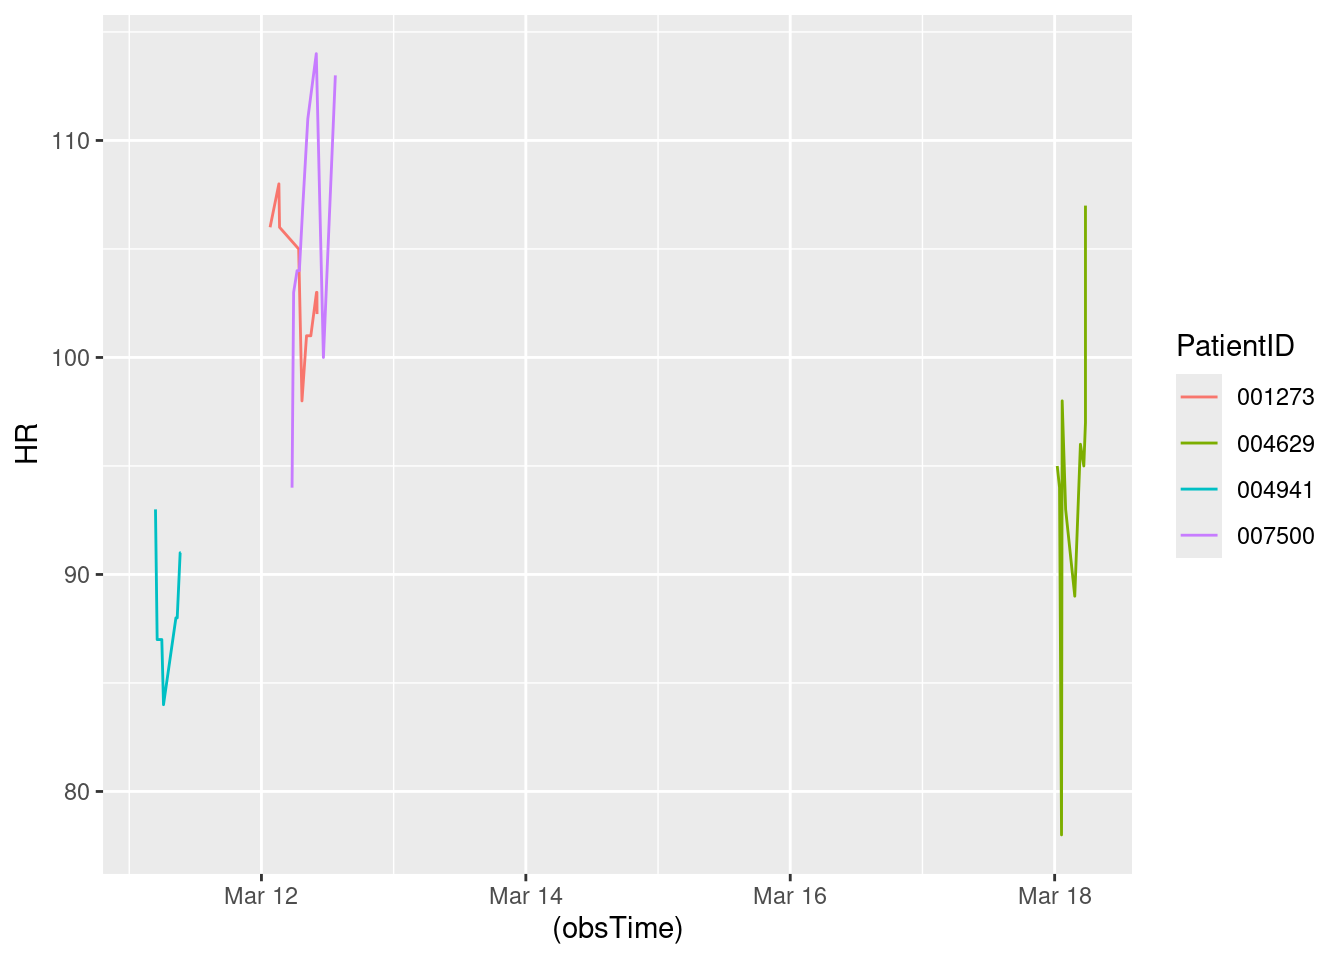 110
100
90
80
HR
Mar 12
Mar 14
Mar 16
Mar 18
(obsTime)
PatientID
001273
004629
004941
007500